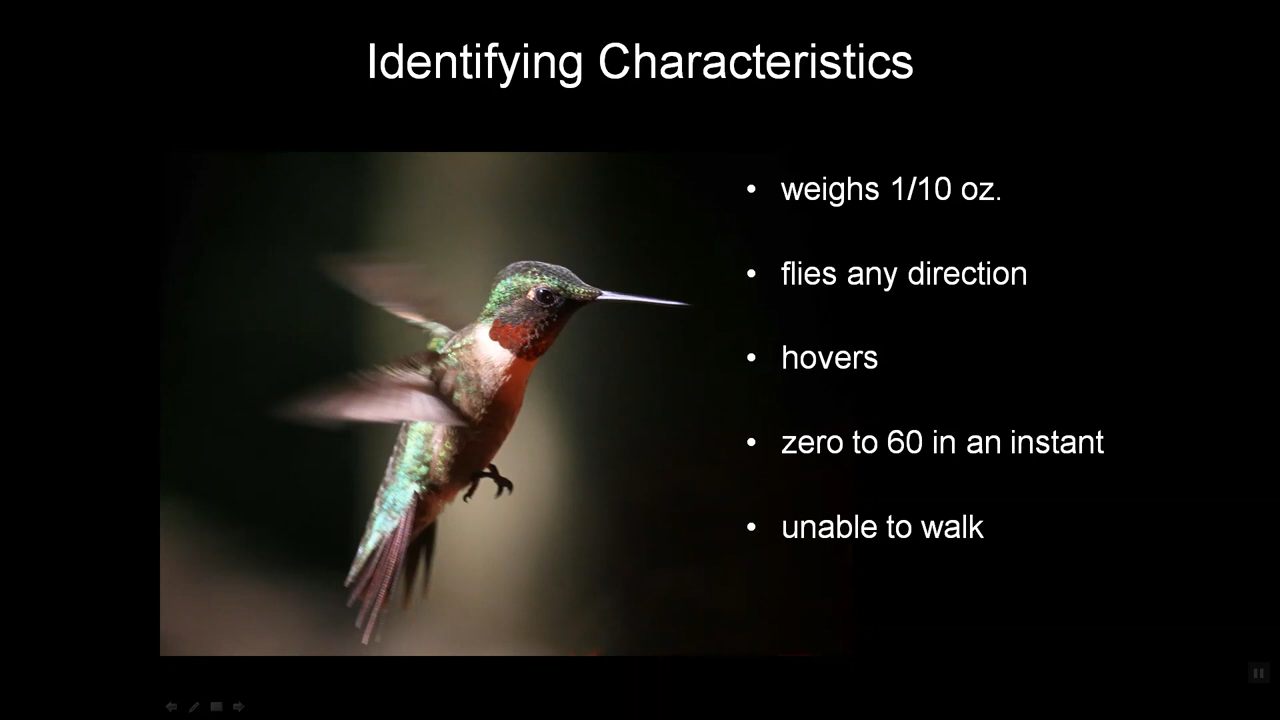 Identifying Characteristics
• weighs 1/10 oz.
• flies any direction
• hovers
• zero to 60 in an instant
• unable to walk